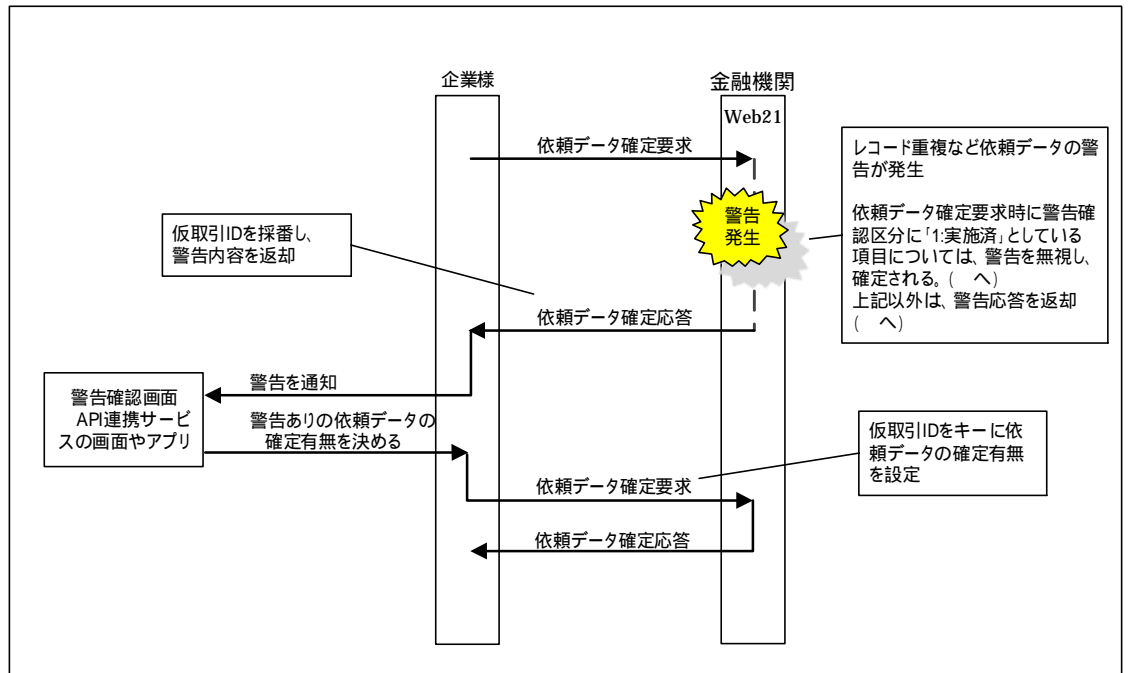 企業様
金融機関
Web21
依頼データ確定要求
レコード重複など依頼データの警
告が発生
依頼データ確定要求時に警告確
認区分に「1:実施済」としている
項目については、警告を無視し、
確定される。(　へ)
上記以外は、警告応答を返却
(　へ)
警告
発生
仮取引IDを採番し、
警告内容を返却
依頼データ確定応答
警告を通知
警告確認画面
API連携サービ
スの画面やアプリ
警告ありの依頼データの
確定有無を決める
仮取引IDをキーに依
頼データの確定有無
を設定
依頼データ確定要求
依頼データ確定応答